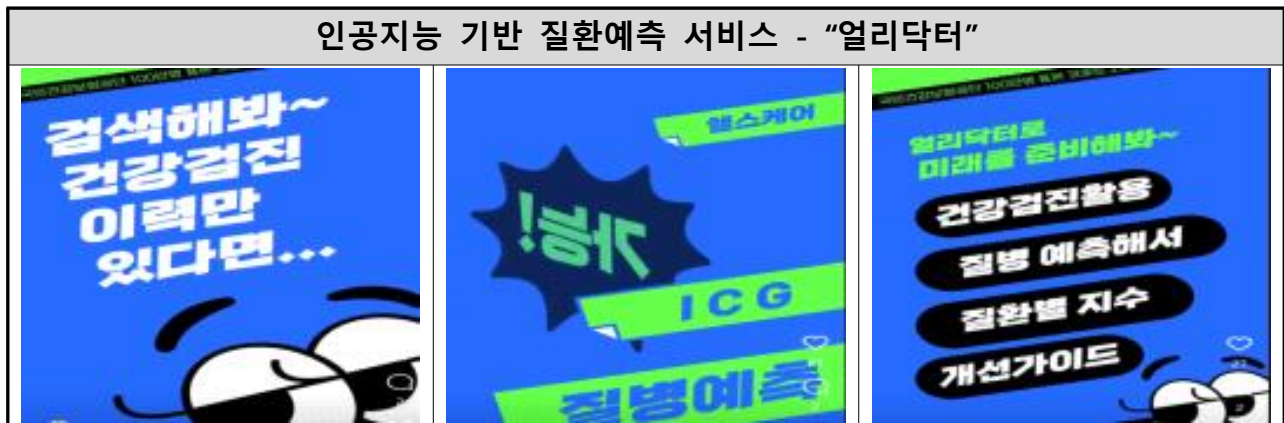 인공지능 기반 질환예측 서비스 - “얼리닥터”
검색해봐~
건강검진
이력만
있다면...
헬스케어
가능!
ICG
질병예측
얼리닥터로
미래를 준비해봐~
건강검진활용
질병 예측해서
질환별 지수
개선가이드